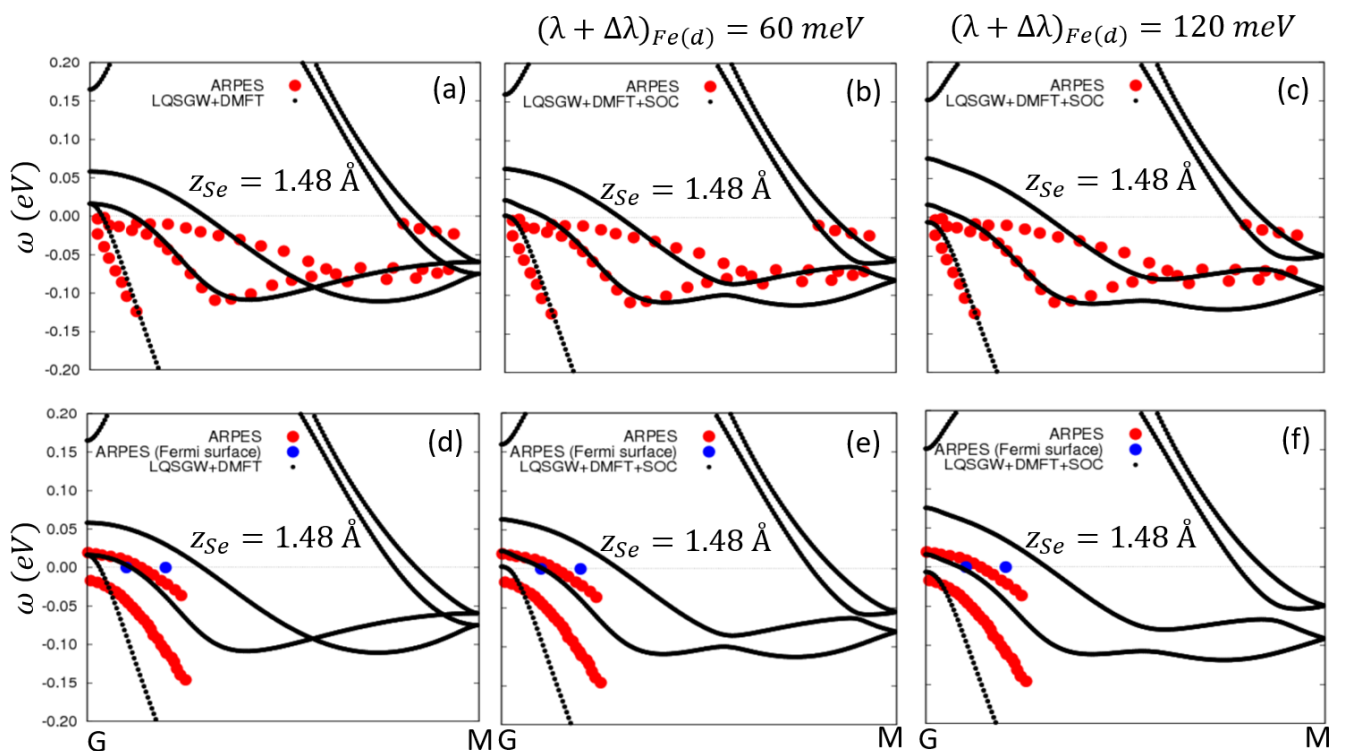 (λ + Δλ)Fe(d) = 60 meV
(λ + Δλ)Fe(d) = 120 meV
0.20
0.15
0.10
0.05
0.00
-0.05
-0.10
-0.15
-0.20
ω (eV)
(a)
ARPES
LQSGW+DMFT
zSe = 1.48 Å
(b)
ARPES
LQSGW+DMFT+SOC
zSe = 1.48 Å
(c)
ARPES
LQSGW+DMFT+SOC
zSe = 1.48 Å
0.20
0.15
0.10
0.05
0.00
-0.05
-0.10
-0.15
-0.20
ω (eV)
(d)
ARPES
ARPES (Fermi surface)
LQSGW+DMFT
zSe = 1.48 Å
(e)
ARPES
ARPES (Fermi surface)
LQSGW+DMFT+SOC
zSe = 1.48 Å
(f)
ARPES
ARPES (Fermi surface)
LQSGW+DMFT+SOC
zSe = 1.48 Å
G
M
G
M
G
M